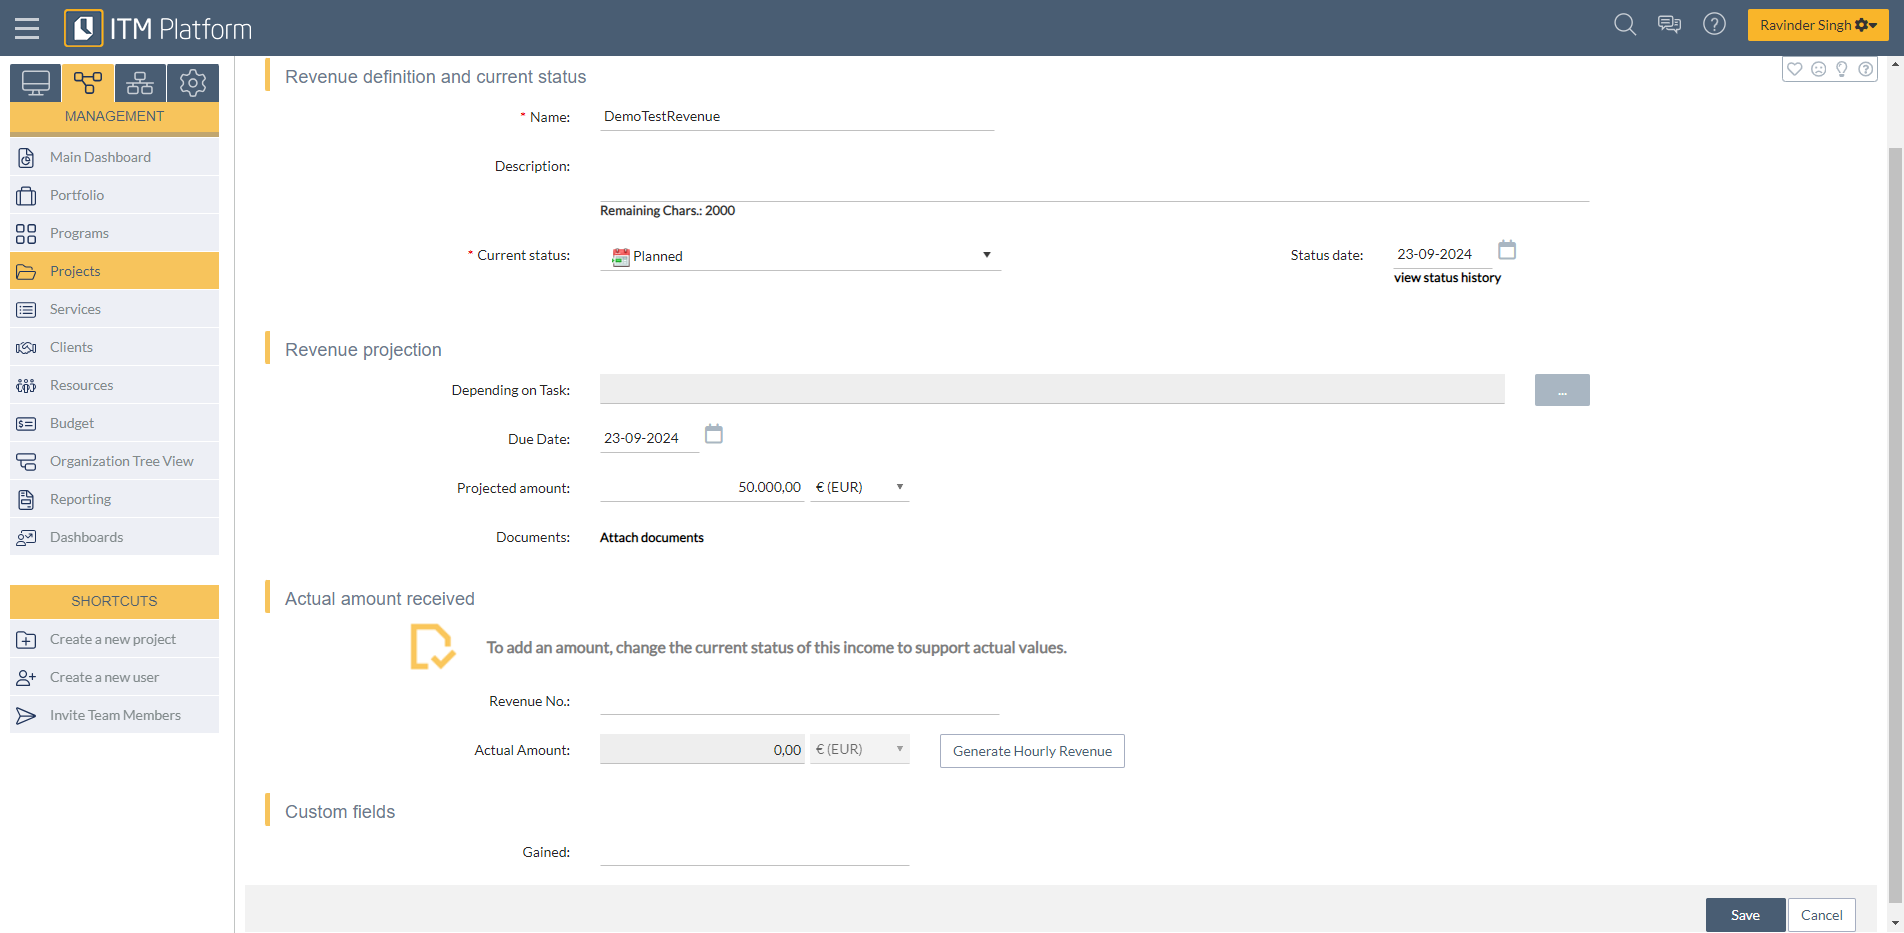 ITM Platform
Ravinder Singh
MANAGEMENT
Main Dashboard
Portfolio
Programs
Projects
Services
Clients
Resources
Budget
Organization Tree View
Reporting
Dashboards
SHORTCUTS
Create a new project
Create a new user
Invite Team Members
Revenue definition and current status
* Name: DemoTestRevenue
Description:
Remaining Chars.: 2000
* Current status: Planned Status date: 23-09-2024
view status history
Revenue projection
Depending on Task: ...
Due Date: 23-09-2024
Projected amount: 50.000,00 € (EUR)
Documents: Attach documents
Actual amount received
To add an amount, change the current status of this income to support actual values.
Revenue No.:
Actual Amount: 0,00 € (EUR) Generate Hourly Revenue
Custom fields
Gained:
Save Cancel